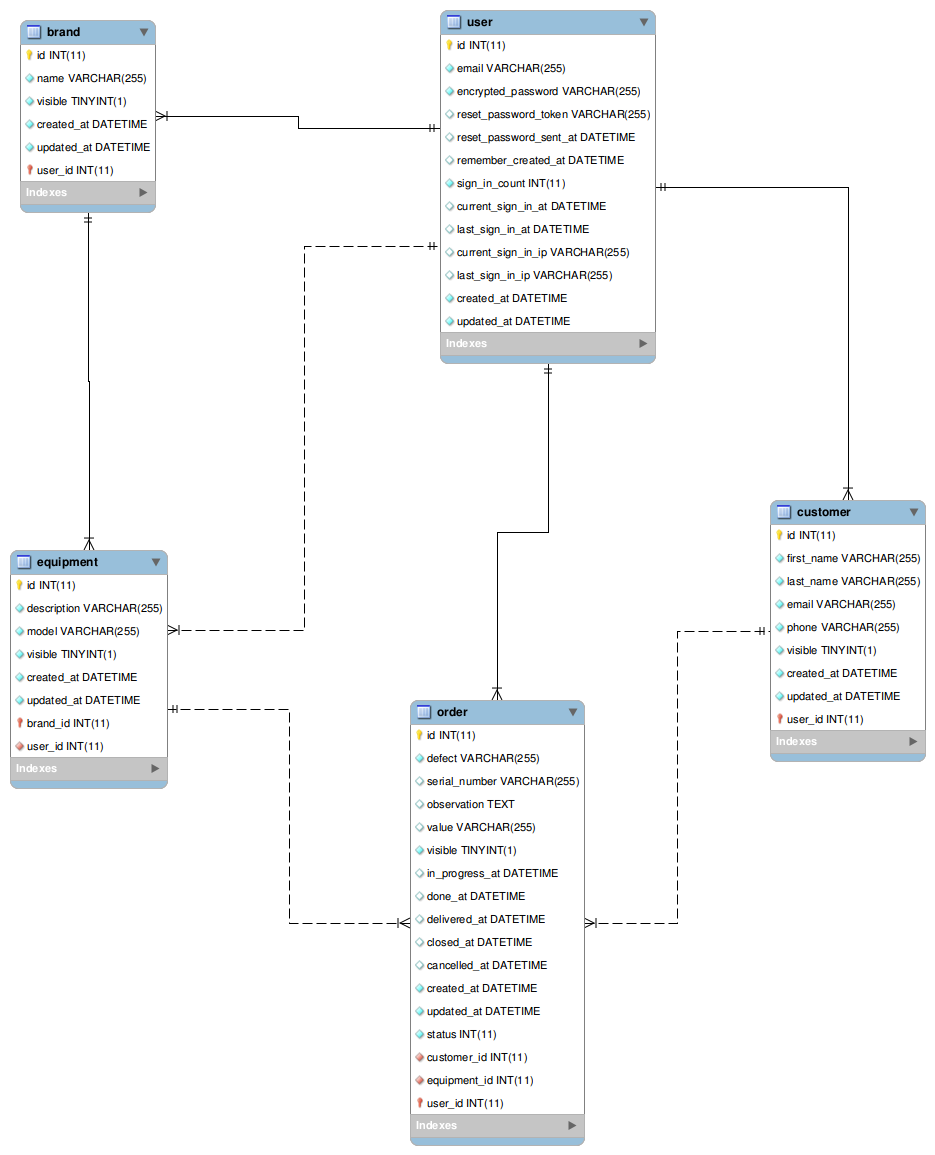 brand
id INT(11)
name VARCHAR(255)
visible TINYINT(1)
created_at DATETIME
updated_at DATETIME
user_id INT(11)
Indexes
user
id INT(11)
email VARCHAR(255)
encrypted_password VARCHAR(255)
reset_password_token VARCHAR(255)
reset_password_sent_at DATETIME
remember_created_at DATETIME
sign_in_count INT(11)
current_sign_in_at DATETIME
last_sign_in_at DATETIME
current_sign_in_ip VARCHAR(255)
last_sign_in_ip VARCHAR(255)
created_at DATETIME
updated_at DATETIME
Indexes
equipment
id INT(11)
description VARCHAR(255)
model VARCHAR(255)
visible TINYINT(1)
created_at DATETIME
updated_at DATETIME
brand_id INT(11)
user_id INT(11)
Indexes
customer
id INT(11)
first_name VARCHAR(255)
last_name VARCHAR(255)
email VARCHAR(255)
phone VARCHAR(255)
visible TINYINT(1)
created_at DATETIME
updated_at DATETIME
user_id INT(11)
Indexes
order
id INT(11)
defect VARCHAR(255)
serial_number VARCHAR(255)
observation TEXT
value VARCHAR(255)
visible TINYINT(1)
in_progress_at DATETIME
done_at DATETIME
delivered_at DATETIME
closed_at DATETIME
cancelled_at DATETIME
created_at DATETIME
updated_at DATETIME
status INT(11)
customer_id INT(11)
equipment_id INT(11)
user_id INT(11)
Indexes